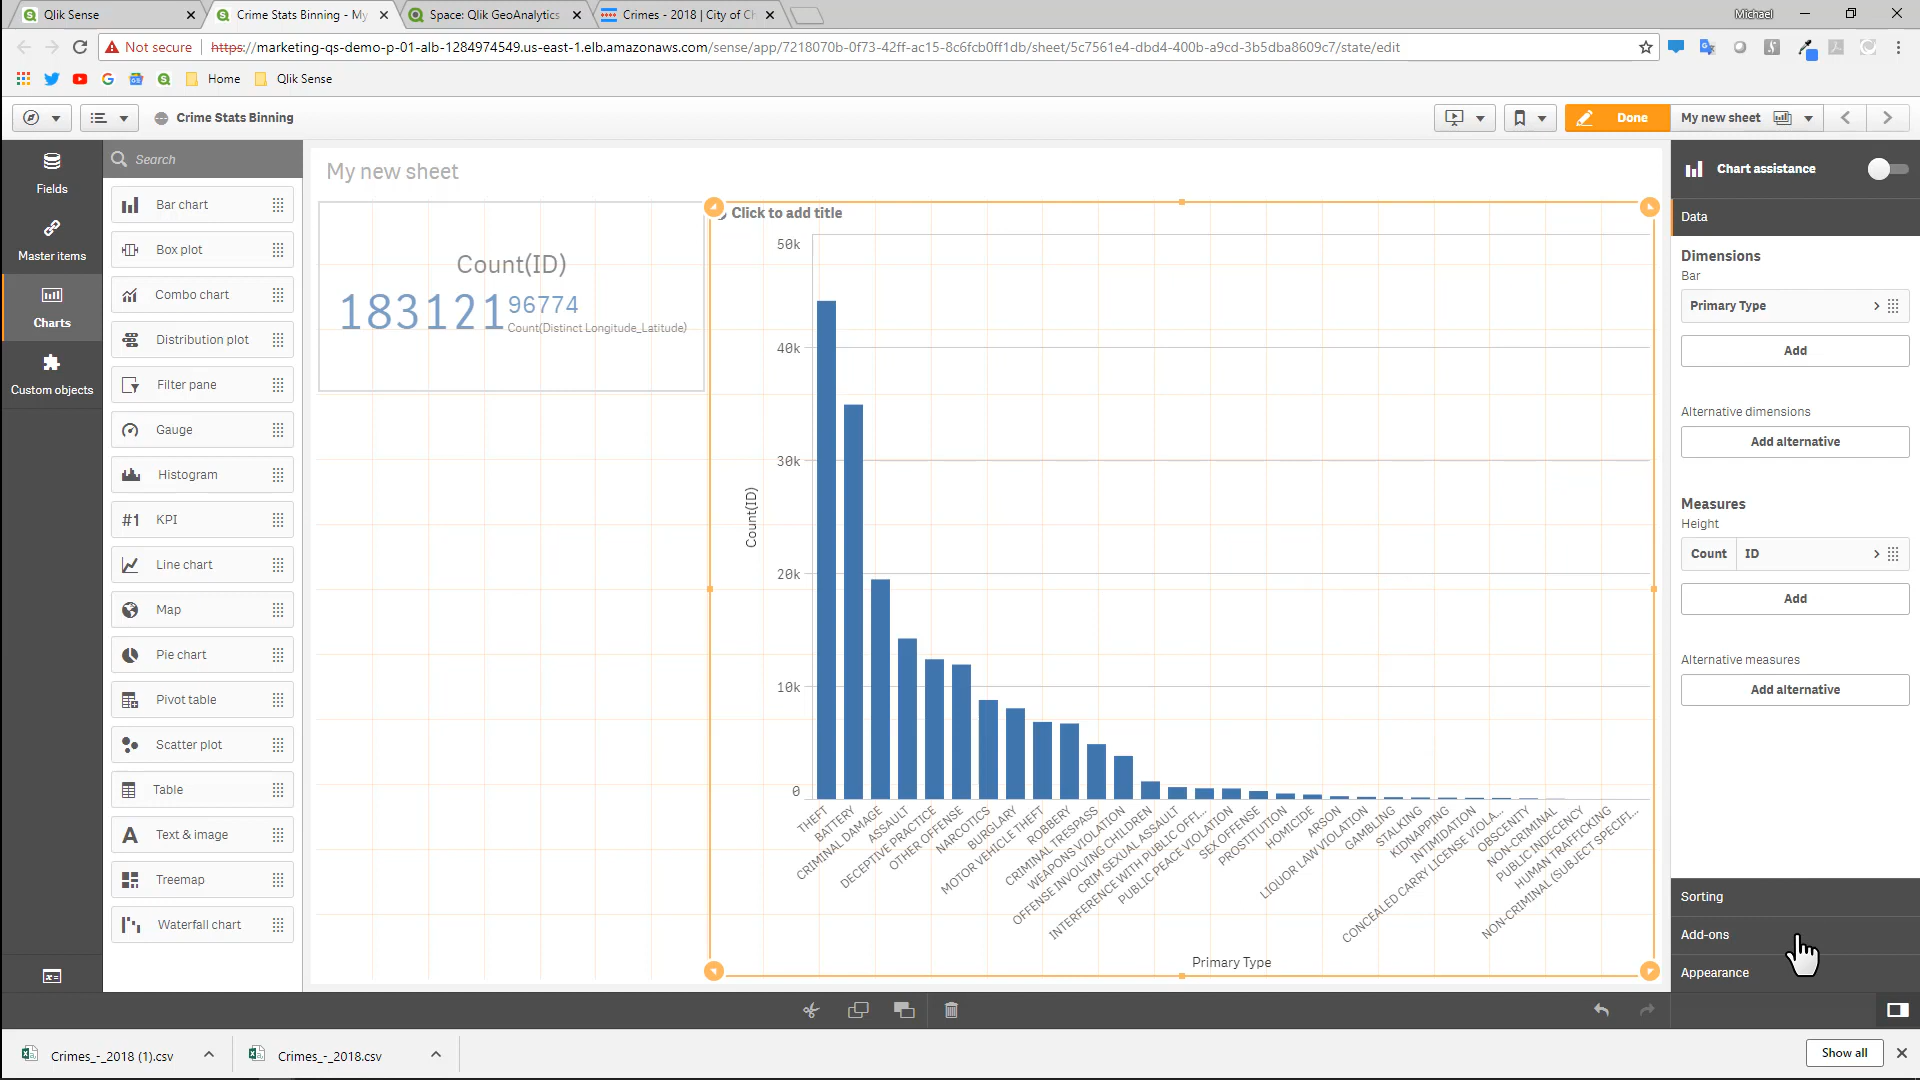 Qlik Sense
Crime Stats Binning - My
Space: Qlik GeoAnalytics
Crimes - 2018 | City of Ch
Michael
Not secure
https://marketing-qs-demo-p-01-alb-1284974549.us-east-1.elb.amazonaws.com/sense/app/7218070b-0f73-42ff-ac15-8c6fcb0ff1db/sheet/5c7561e4-dbd4-400b-a9cd-3b5dba8609c7/state/edit
Home
Qlik Sense
Crime Stats Binning
Done
My new sheet
Fields
Master items
Charts
Custom objects
Search
Bar chart
Box plot
Combo chart
Distribution plot
Filter pane
Gauge
Histogram
#1 KPI
Line chart
Map
Pie chart
Pivot table
Scatter plot
Table
A Text & image
Treemap
Waterfall chart
My new sheet
Count(ID)
183121
96774
Count(Distinct Longitude_Latitude)
Click to add title
50k
40k
30k
20k
10k
0
Count(ID)
THEFT
BATTERY
CRIMINAL DAMAGE
ASSAULT
DECEPTIVE PRACTICE
OTHER OFFENSE
NARCOTICS
BURGLARY
MOTOR VEHICLE THEFT
ROBBERY
CRIMINAL TRESPASS
WEAPONS VIOLATION
OFFENSE INVOLVING CHILDREN
CRIM SEXUAL ASSAULT
INTERFERENCE WITH PUBLIC OFFI...
PUBLIC PEACE VIOLATION
SEX OFFENSE
PROSTITUTION
HOMICIDE
ARSON
LIQUOR LAW VIOLATION
GAMBLING
STALKING
KIDNAPPING
INTIMIDATION
CONCEALED CARRY LICENSE VIOLA...
OBSCENITY
NON-CRIMINAL
PUBLIC INDECENCY
HUMAN TRAFFICKING
NON-CRIMINAL (SUBJECT SPECIFI...
Primary Type
Chart assistance
Data
Dimensions
Bar
Primary Type
Add
Alternative dimensions
Add alternative
Measures
Height
Count ID
Add
Alternative measures
Add alternative
Sorting
Add-ons
Appearance
Crimes_-_2018 (1).csv
Crimes_-_2018.csv
Show all